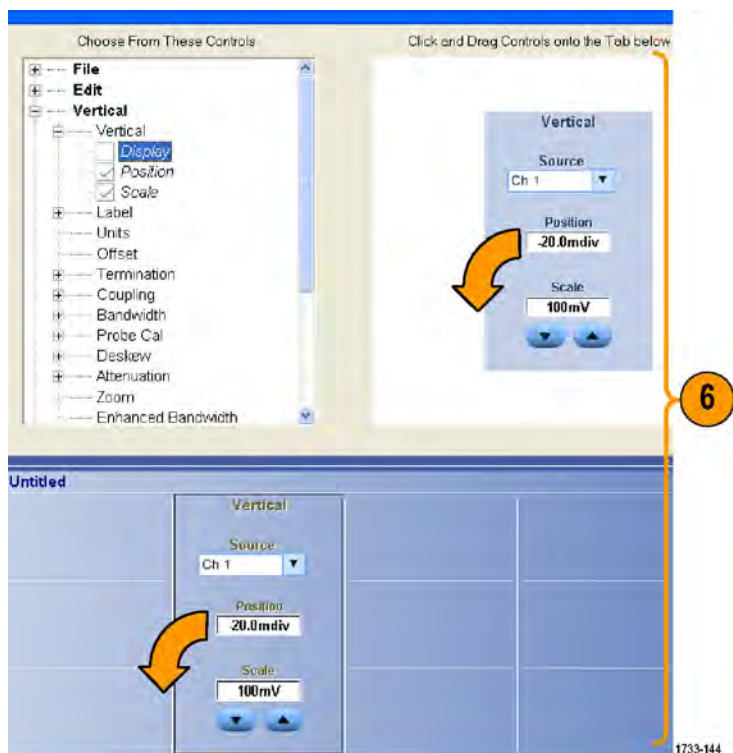 Choose From These Controls
File
Edit
Vertical
Vertical
Display
Position
Scale
Label
Units
Offset
Termination
Coupling
Bandwidth
Probe Cal
Deskew
Attenuation
Zoom
Enhanced Bandwidth
Click and Drag Controls onto the Tab below
Vertical
Source
Ch 1
Position
-20.0mdiv
Scale
100mV
6
Untitled
Vertical
Source
Ch 1
Position
-20.0mdiv
Scale
100mV
1733-144